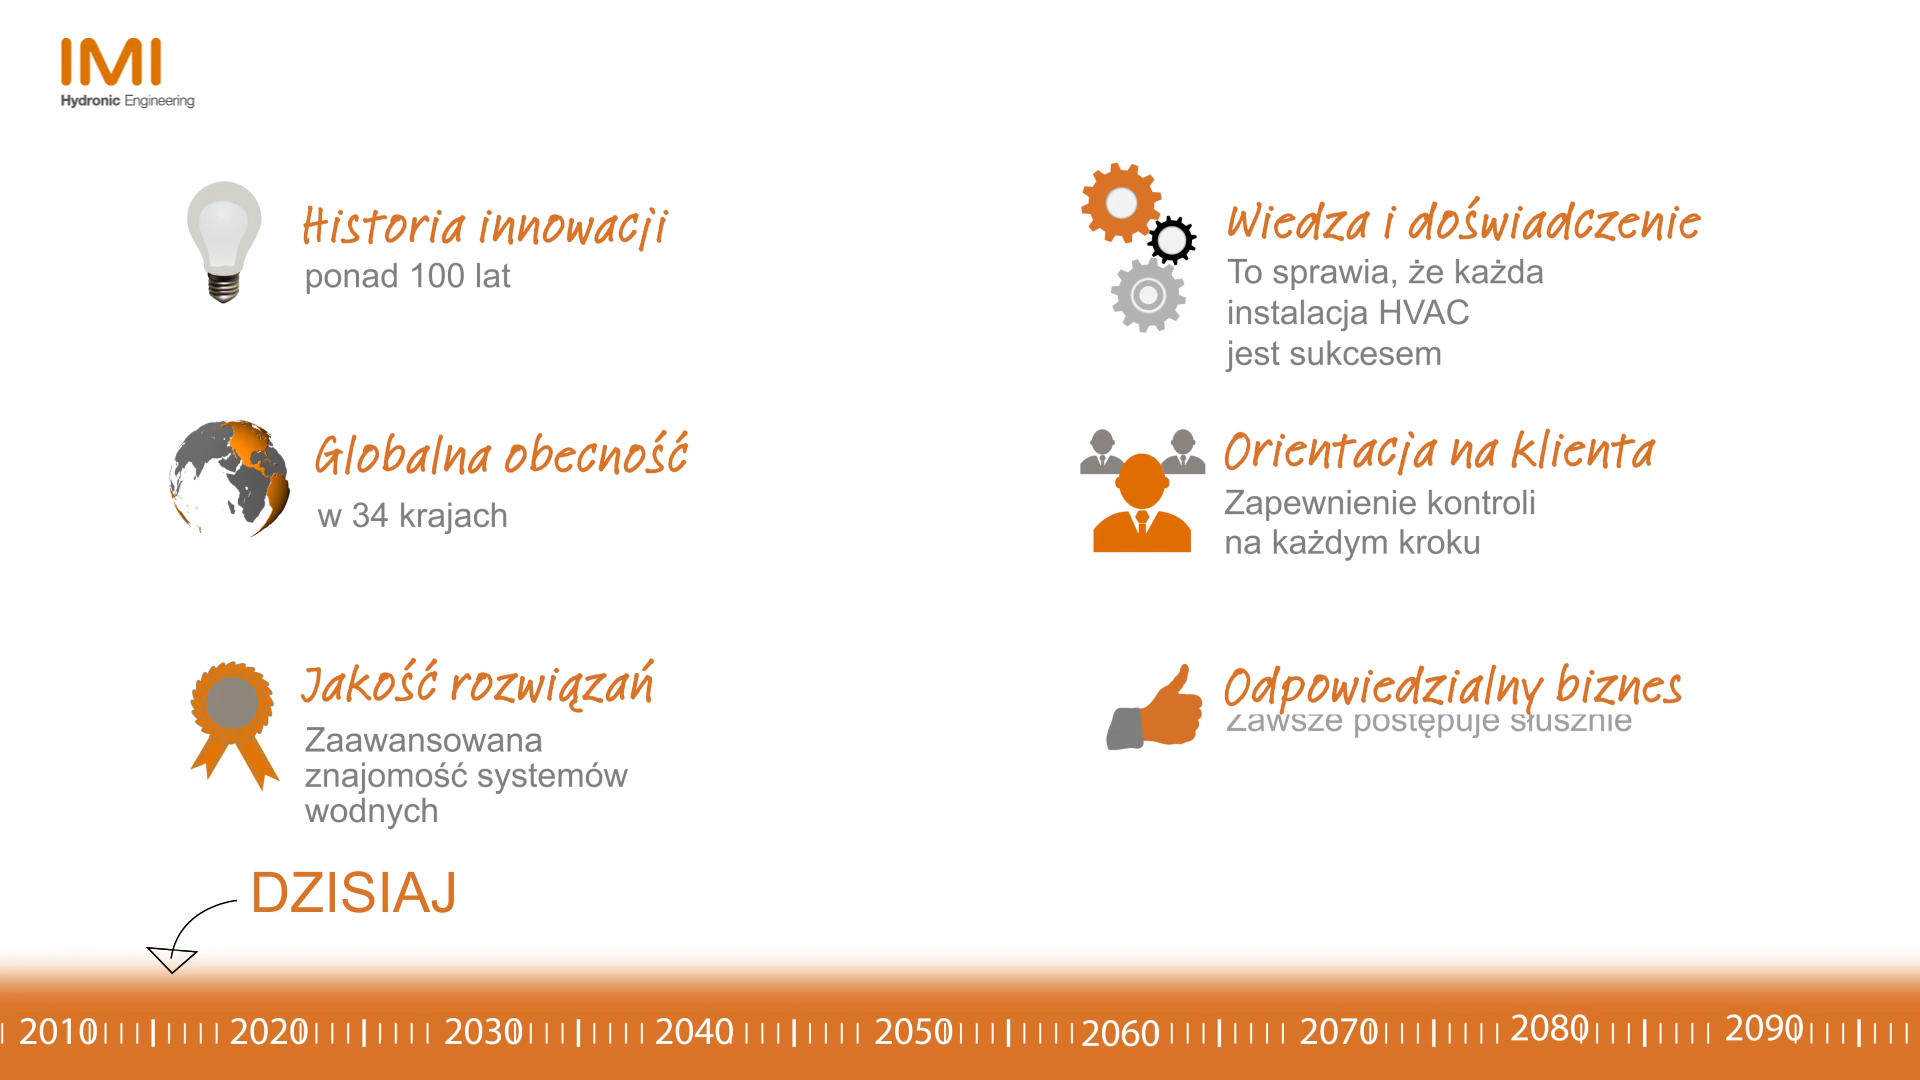 IMI
Hydronic Engineering
Historia innowacji
ponad 100 lat
Globalna obecność
w 34 krajach
Jakość rozwiązań
Zaawansowana
znajomość systemów
wodnych
Wiedza i doświadczenie
To sprawia, że każda
instalacja HVAC
jest sukcesem
Orientacja na klienta
Zapewnienie kontroli
na każdym kroku
Odpowiedzialny biznes
Zawsze postępuje słusznie
DZISIAJ
2010 2020 2030 2040 2050 2060 2070 2080 2090